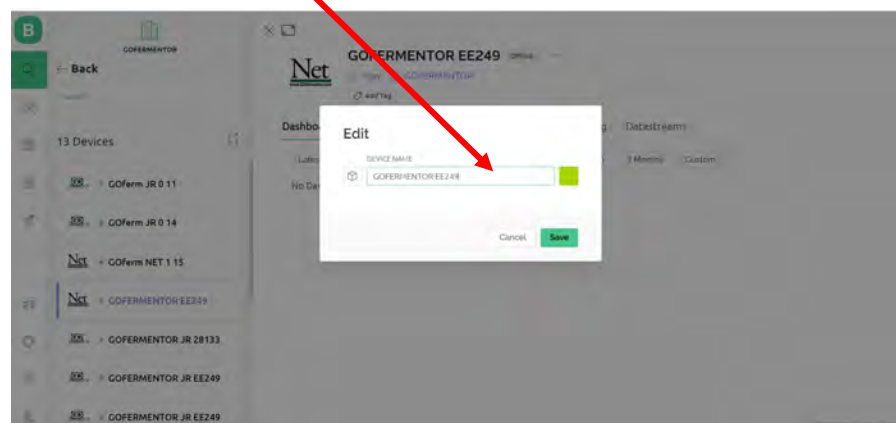 B
GOFERMENTOR
← Back
13 Devices
GOferm JR 0 11
GOferm JR 0 14
Net GOferm NET 1 15
Net GOFERMENTOR EE249
GOFERMENTOR JR 28133
GOFERMENTOR JR EE249
GOFERMENTOR JR EE249
Net
GOFERMENTOR EE249
GOFERMENTOR
Add Tag
Dashbo
Datastreams
Lates
3 Months
Custom
No Da
Edit
DEVICE NAME
GOFERMENTOR EE249
Cancel
Save